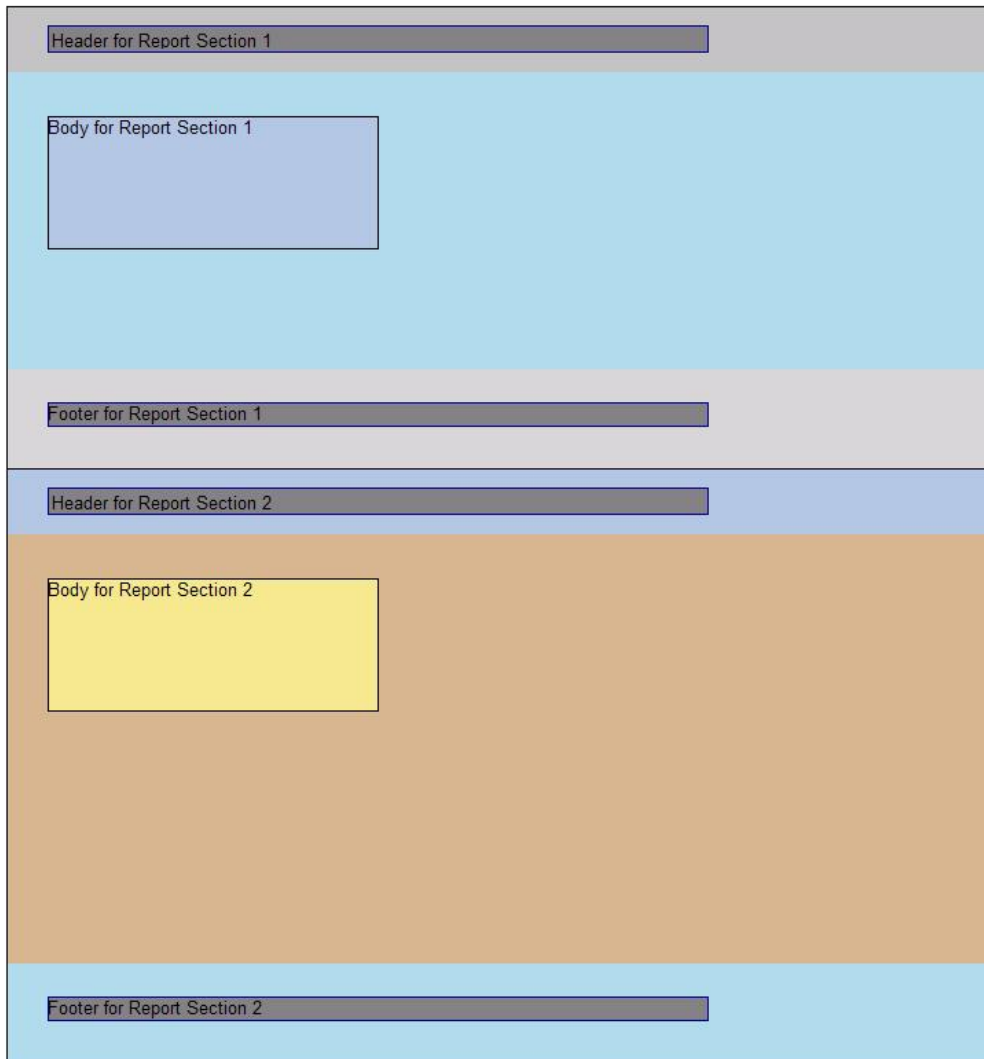 Header for Report Section 1
Body for Report Section 1
Footer for Report Section 1
Header for Report Section 2
Body for Report Section 2
Footer for Report Section 2